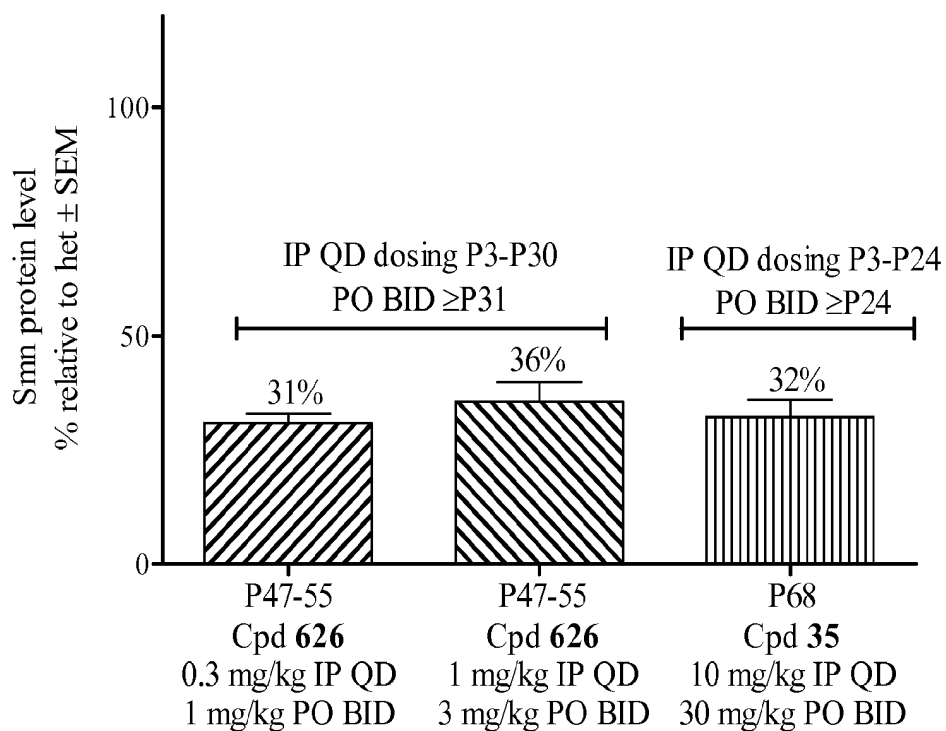 Smn protein level
% relative to het ± SEM
100
50
0
IP QD dosing P3-P30
PO BID ≥P31
IP QD dosing P3-P24
PO BID ≥P24
31%
36%
32%
P47-55
Cpd 626
0.3 mg/kg IP QD
1 mg/kg PO BID
P47-55
Cpd 626
1 mg/kg IP QD
3 mg/kg PO BID
P68
Cpd 35
10 mg/kg IP QD
30 mg/kg PO BID